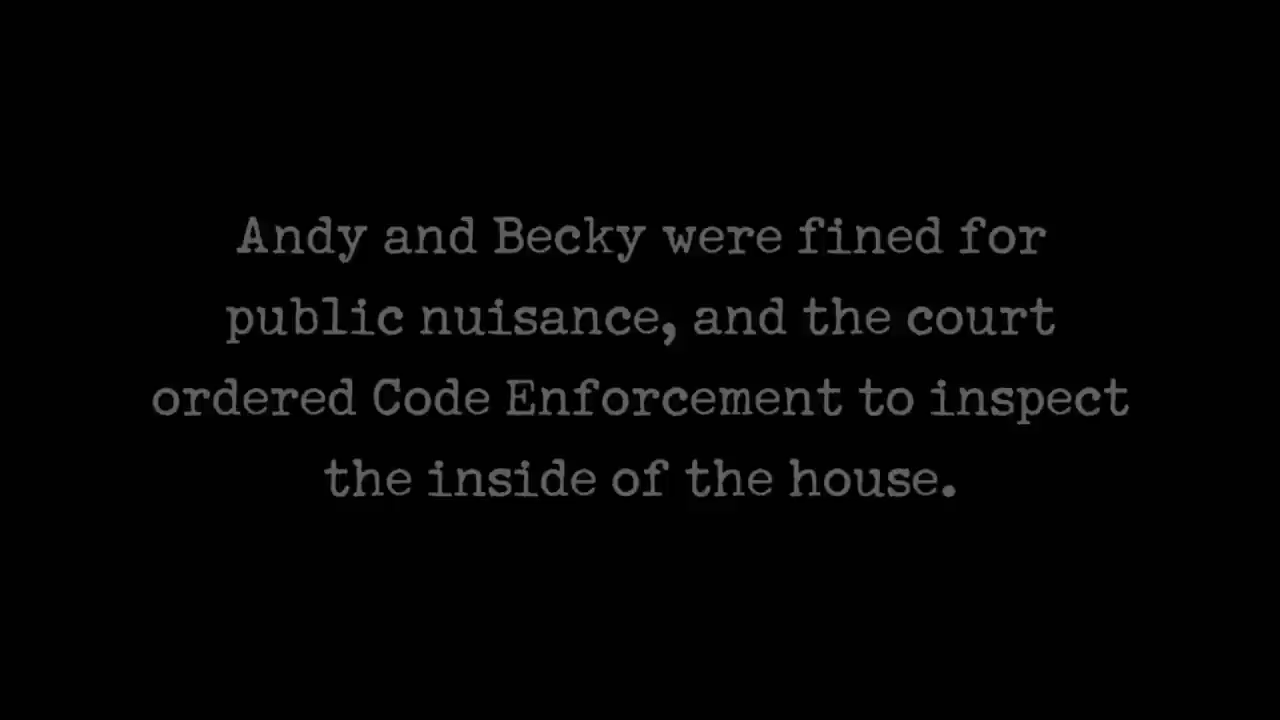 Andy and Becky were fined for
public nuisance, and the court
ordered Code Enforcement to inspect
the inside of the house.